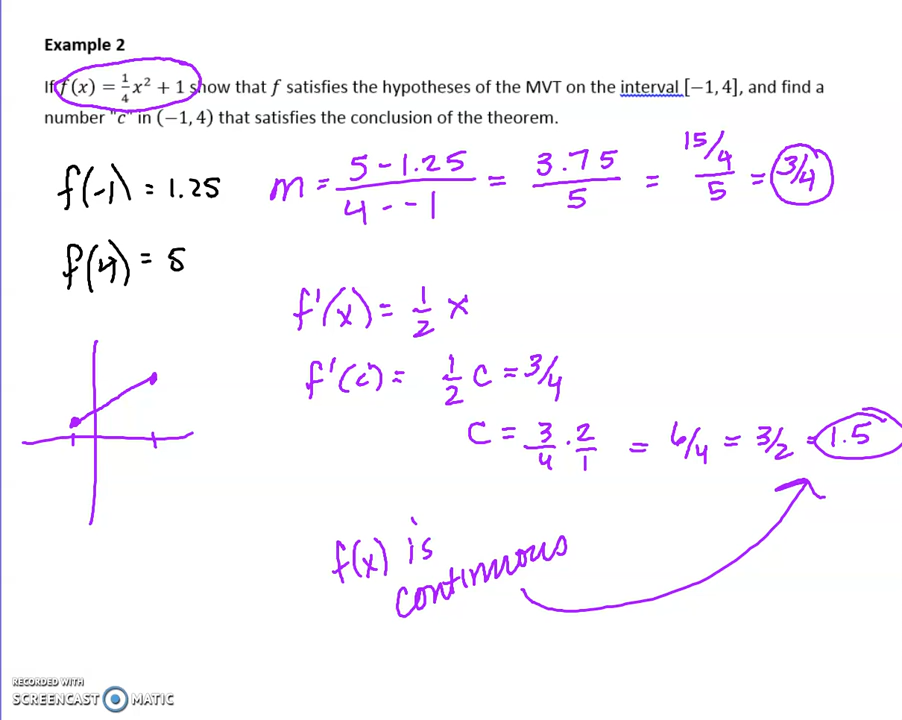 Example 2
If f(x) = 1/4 x² + 1 show that f satisfies the hypotheses of the MVT on the interval [−1, 4], and find a
number "c" in (−1, 4) that satisfies the conclusion of the theorem.
f(-1) = 1.25
m = (5 - 1.25)/(4 - - 1) = 3.75/5 = (15/4)/5 = 3/4
f(4) = 5
f'(x) = 1/2 x
f'(c) = 1/2 c = 3/4
c = 3/4 · 2/1 = 6/4 = 3/2 = 1.5
f(x) is
continuous
RECORDED WITH
SCREENCAST MATIC